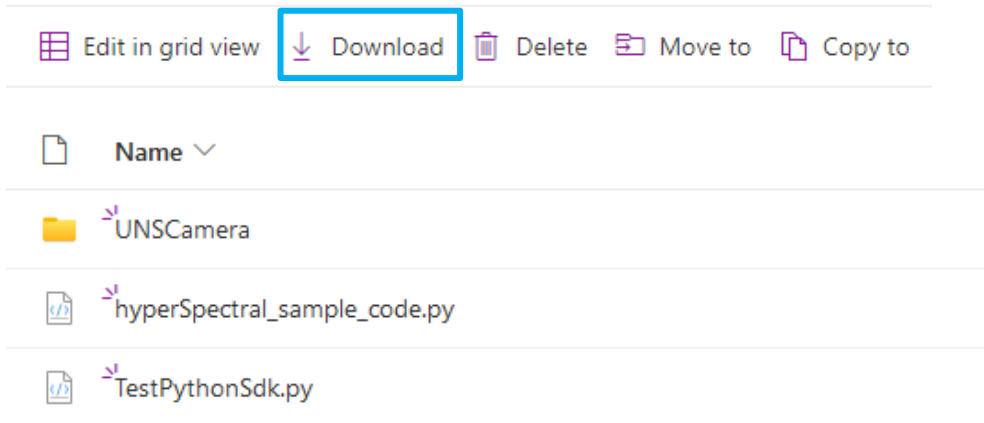 Edit in grid view Download Delete Move to Copy to
Name
UNSCamera
hyperSpectral_sample_code.py
TestPythonSdk.py